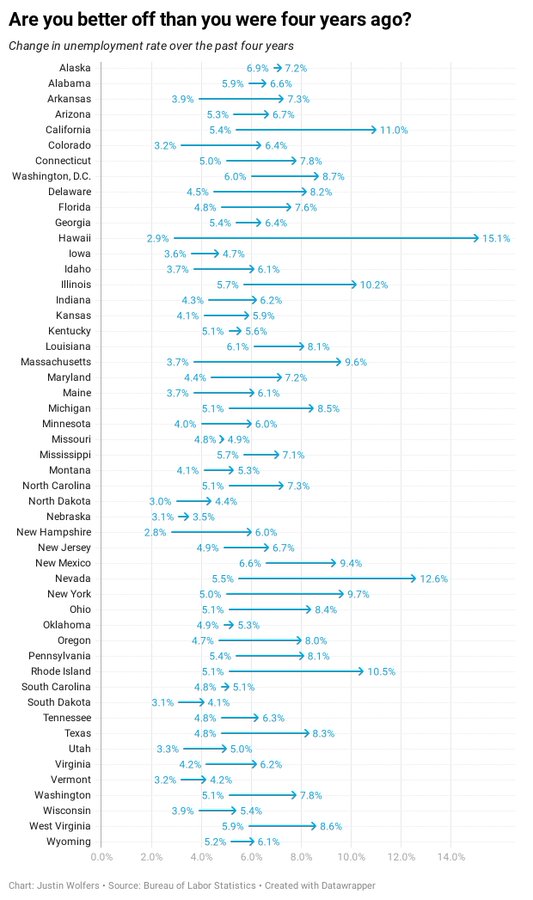 Are you better off than you were four years ago?
Change in unemployment rate over the past four years
Alaska 6.9% 7.2%
Alabama 5.9% 6.6%
Arkansas 3.9% 7.3%
Arizona 5.3% 6.7%
California 5.4% 11.0%
Colorado 3.2% 6.4%
Connecticut 5.0% 7.8%
Washington, D.C. 6.0% 8.7%
Delaware 4.5% 8.2%
Florida 4.8% 7.6%
Georgia 5.4% 6.4%
Hawaii 2.9% 15.1%
Iowa 3.6% 4.7%
Idaho 3.7% 6.1%
Illinois 5.7% 10.2%
Indiana 4.3% 6.2%
Kansas 4.1% 5.9%
Kentucky 5.1% 5.6%
Louisiana 6.1% 8.1%
Massachusetts 3.7% 9.6%
Maryland 4.4% 7.2%
Maine 3.7% 6.1%
Michigan 5.1% 8.5%
Minnesota 4.0% 6.0%
Missouri 4.8% 4.9%
Mississippi 5.7% 7.1%
Montana 4.1% 5.3%
North Carolina 5.1% 7.3%
North Dakota 3.0% 4.4%
Nebraska 3.1% 3.5%
New Hampshire 2.8% 6.0%
New Jersey 4.9% 6.7%
New Mexico 6.6% 9.4%
Nevada 5.5% 12.6%
New York 5.0% 9.7%
Ohio 5.1% 8.4%
Oklahoma 4.9% 5.3%
Oregon 4.7% 8.0%
Pennsylvania 5.4% 8.1%
Rhode Island 5.1% 10.5%
South Carolina 4.8% 5.1%
South Dakota 3.1% 4.1%
Tennessee 4.8% 6.3%
Texas 4.8% 8.3%
Utah 3.3% 5.0%
Virginia 4.2% 6.2%
Vermont 3.2% 4.2%
Washington 5.1% 7.8%
Wisconsin 3.9% 5.4%
West Virginia 5.9% 8.6%
Wyoming 5.2% 6.1%
0.0% 2.0% 4.0% 6.0% 8.0% 10.0% 12.0% 14.0%
Chart: Justin Wolfers • Source: Bureau of Labor Statistics • Created with Datawrapper